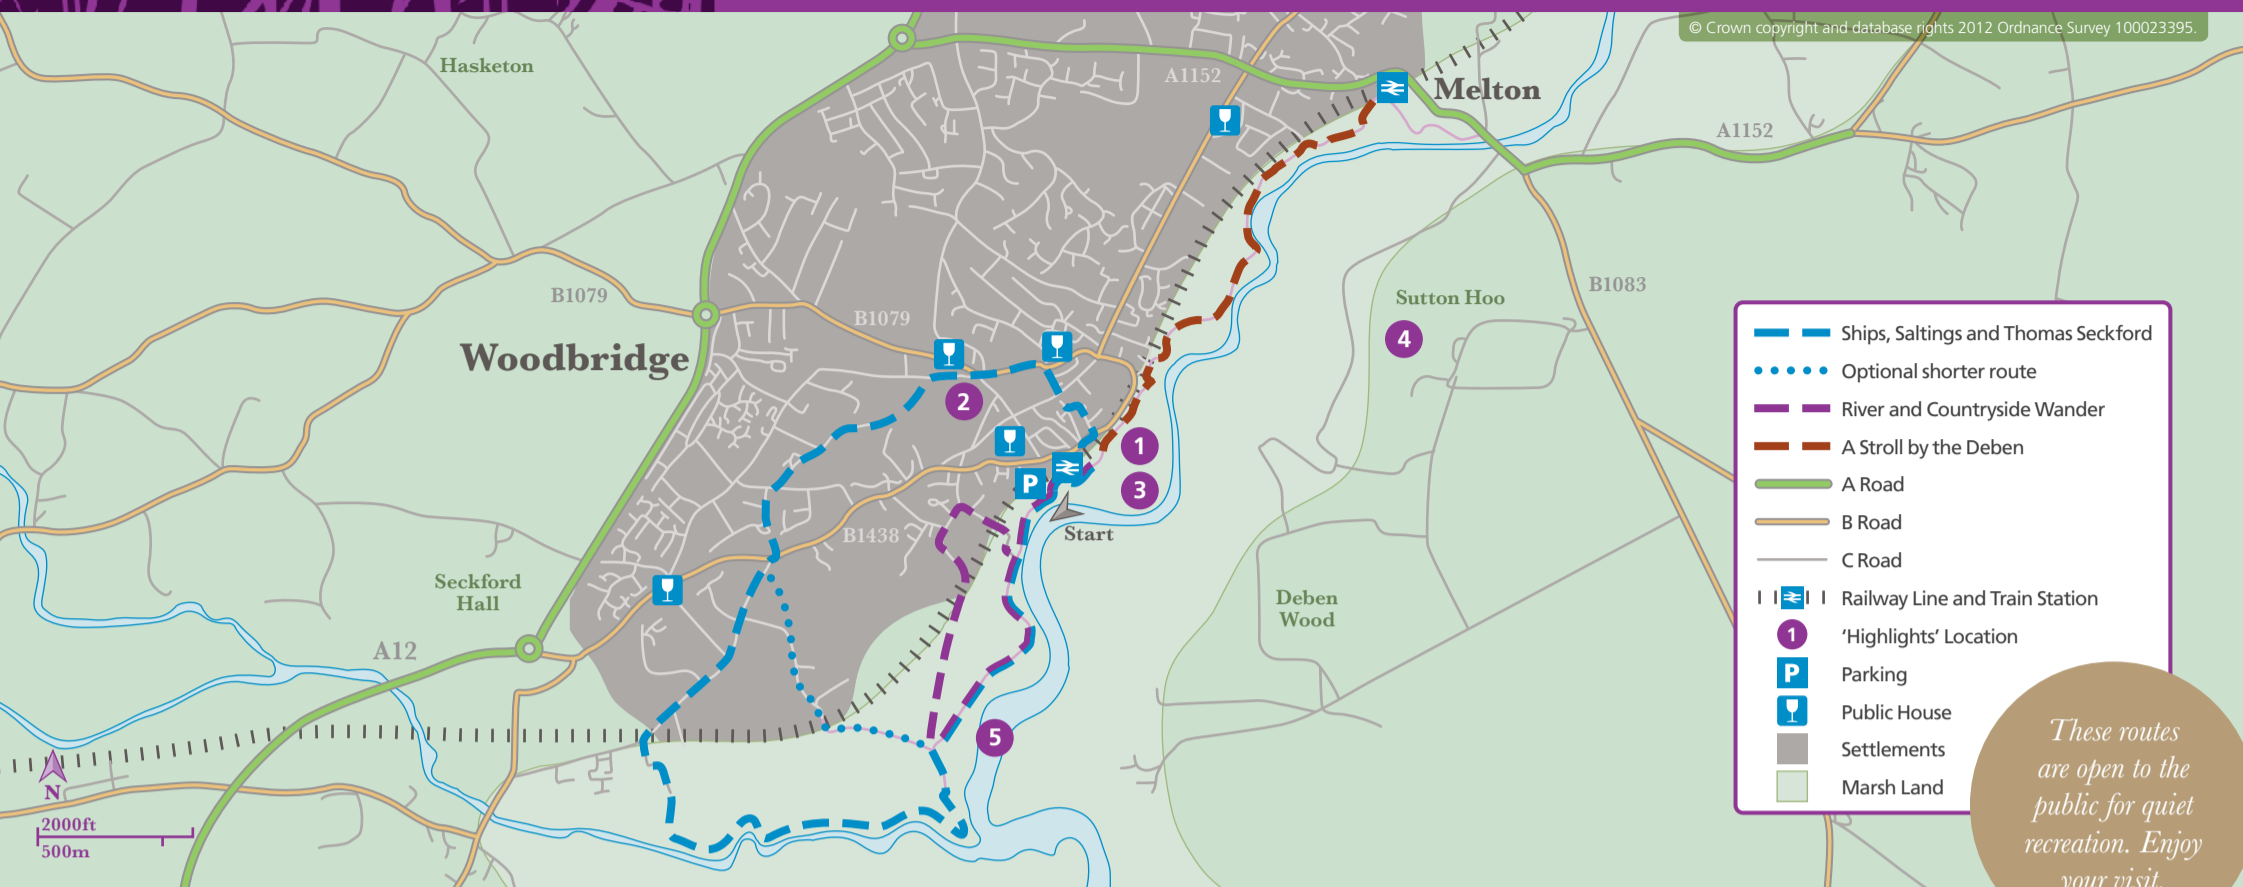 © Crown copyright and database rights 2012 Ordnance Survey 100023395.
Hasketon
A1152
Melton
A1152
B1079
B1079
Woodbridge
Sutton Hoo
B1083
4
2
1
3
P
Start
B1438
Seckford
Hall
A12
Deben
Wood
5
N
2000ft
500m
Ships, Saltings and Thomas Seckford
Optional shorter route
River and Countryside Wander
A Stroll by the Deben
A Road
B Road
C Road
Railway Line and Train Station
1 ‘Highlights’ Location
P Parking
Public House
Settlements
Marsh Land
These routes
are open to the
public for quiet
recreation. Enjoy
your visit.